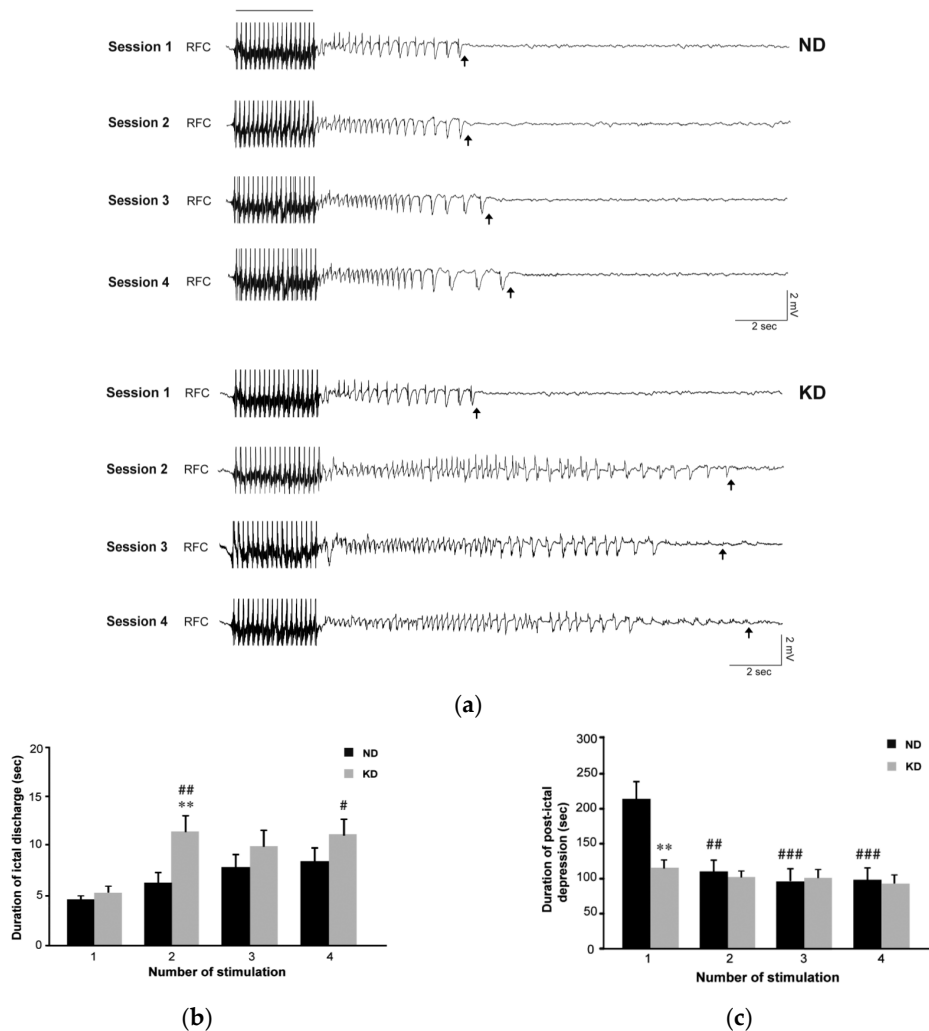 Session 1 RFC ND
Session 2 RFC
Session 3 RFC
Session 4 RFC
2 mV
2 sec
Session 1 RFC KD
Session 2 RFC
Session 3 RFC
Session 4 RFC
2 mV
2 sec
(a)
Duration of ictal discharge (sec)
20
15
10
5
0
ND
KD
##
**
#
1 2 3 4
Number of stimulation
(b)
Duration of post-ictal
depression (sec)
300
250
200
150
100
50
0
ND
KD
**
##
###
###
1 2 3 4
Number of stimulation
(c)